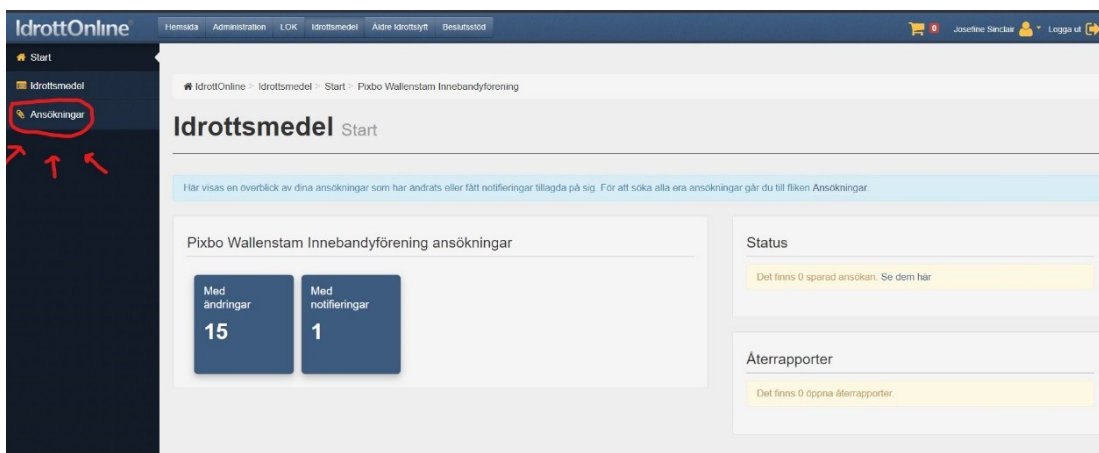 IdrottOnline
Hemsida Administration LOK Idrottsmedel Äldre Idrottslyft Beslutsstöd
0 Josefine Sinclair Logga ut
Start
Idrottsmedel
Ansökningar
IdrottOnline > Idrottsmedel > Start > Pixbo Wallenstam Innebandyförening
Idrottsmedel Start
Här visas en överblick av dina ansökningar som har ändrats eller fått notifieringar tillagda på sig. För att söka alla era ansökningar går du till fliken Ansökningar.
Pixbo Wallenstam Innebandyförening ansökningar
Med
ändringar
15
Med
notifieringar
1
Status
Det finns 0 sparad ansökan. Se dem här
Återrapporter
Det finns 0 öppna återrapporter.